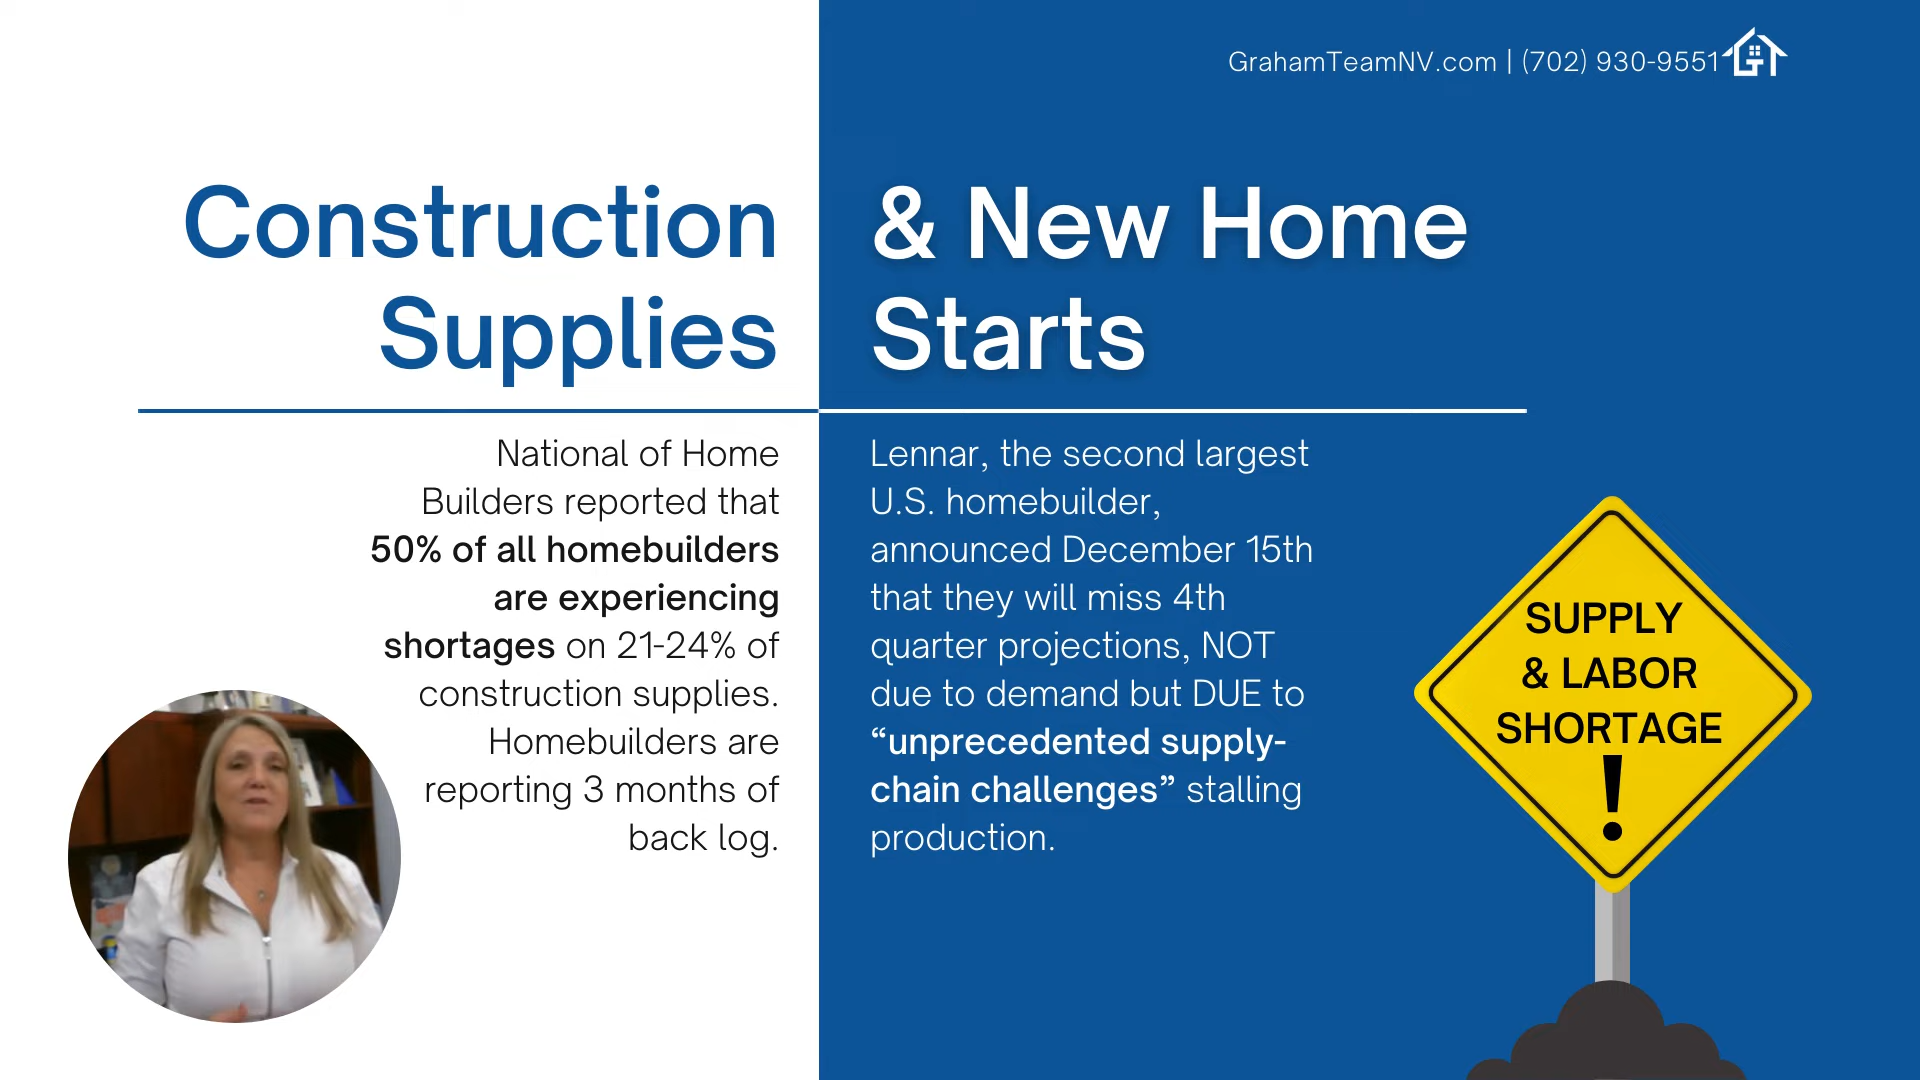 GrahamTeamNV.com | (702) 930-9551
Construction
Supplies
& New Home
Starts
National of Home
Builders reported that
50% of all homebuilders
are experiencing
shortages on 21-24% of
construction supplies.
Homebuilders are
reporting 3 months of
back log.
Lennar, the second largest
U.S. homebuilder,
announced December 15th
that they will miss 4th
quarter projections, NOT
due to demand but DUE to
“unprecedented supply-
chain challenges” stalling
production.
SUPPLY
& LABOR
SHORTAGE
!